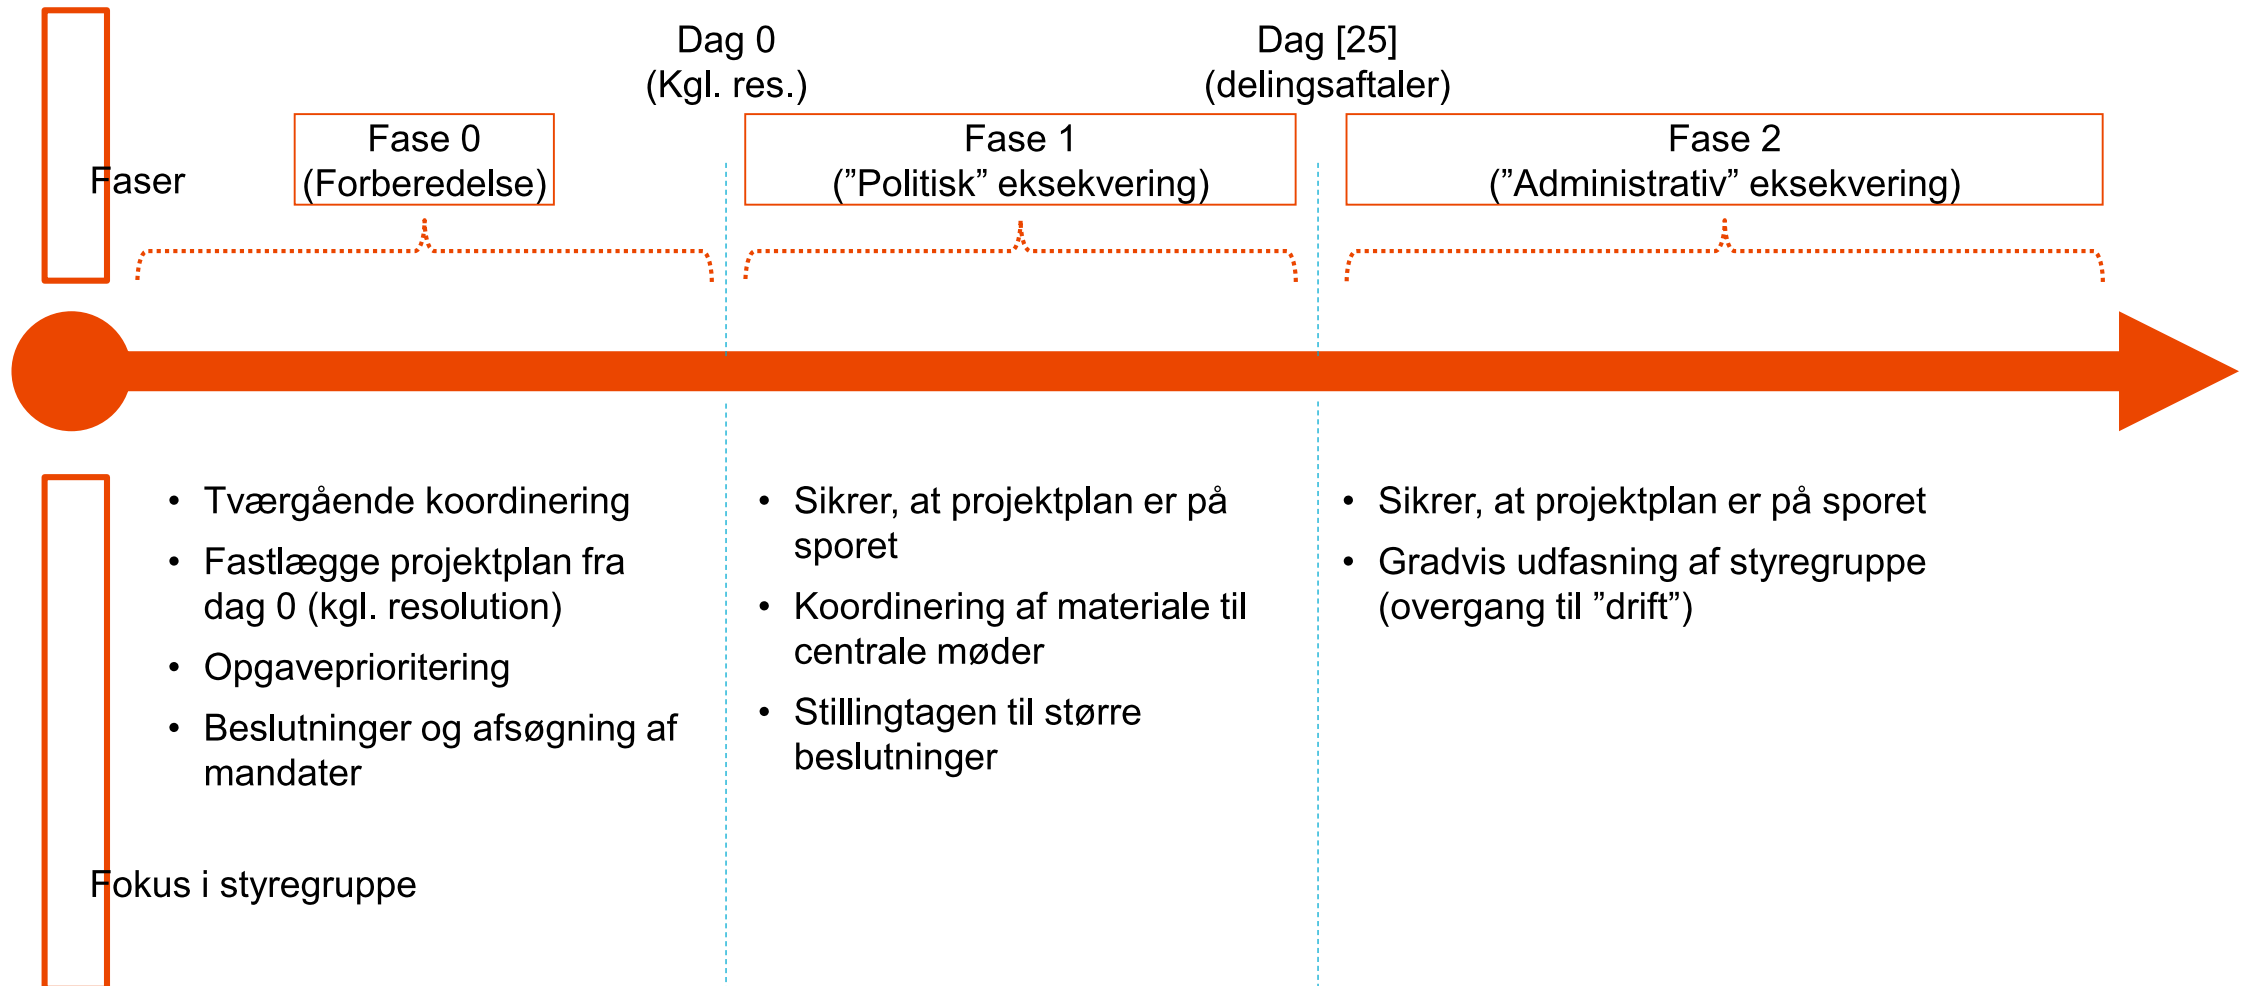 Dag 0
(Kgl. res.)
Dag [25]
(delingsaftaler)
Faser
Fase 0
(Forberedelse)
Fase 1
(”Politisk” eksekvering)
Fase 2
(”Administrativ” eksekvering)
• Tværgående koordinering
• Fastlægge projektplan fra
dag 0 (kgl. resolution)
• Opgaveprioritering
• Beslutninger og afsøgning af
mandater
• Sikrer, at projektplan er på
sporet
• Koordinering af materiale til
centrale møder
• Stillingtagen til større
beslutninger
• Sikrer, at projektplan er på sporet
• Gradvis udfasning af styregruppe
(overgang til ”drift”)
Fokus i styregruppe